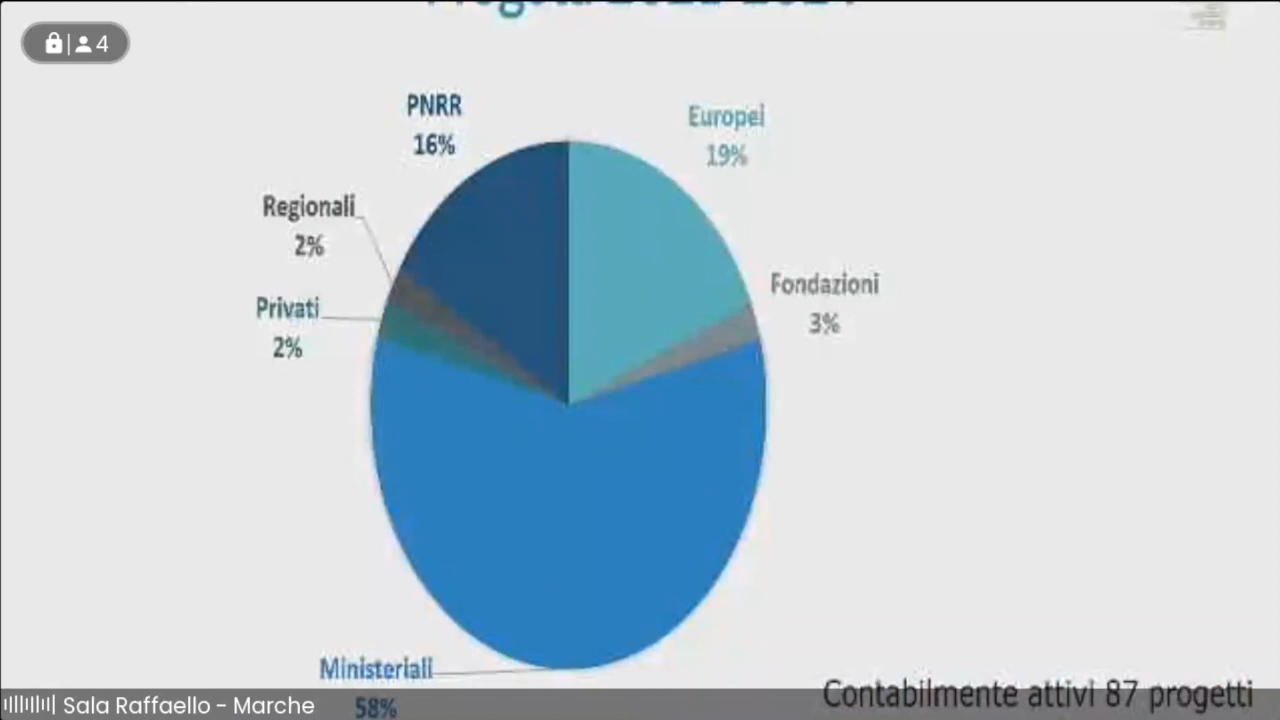 4
PNRR
16%
Europei
19%
Regionali
2%
Fondazioni
3%
Privati
2%
Ministeriali
58%
Contabilmente attivi 87 progetti
Sala Raffaello - Marche